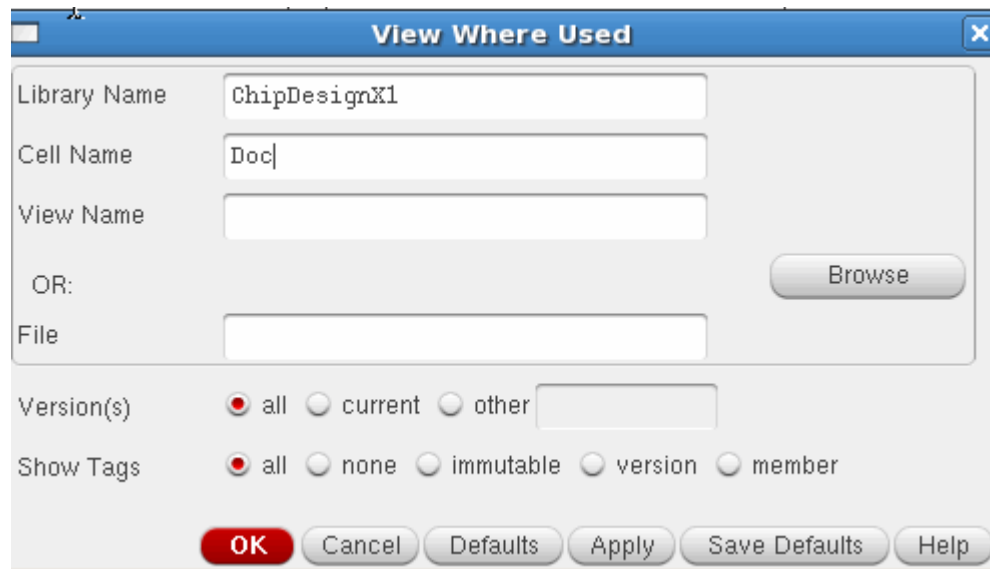 View Where Used
Library Name ChipDesignX1
Cell Name Doc
View Name
OR: Browse
File
Version(s) all current other
Show Tags all none immutable version member
OK Cancel Defaults Apply Save Defaults Help